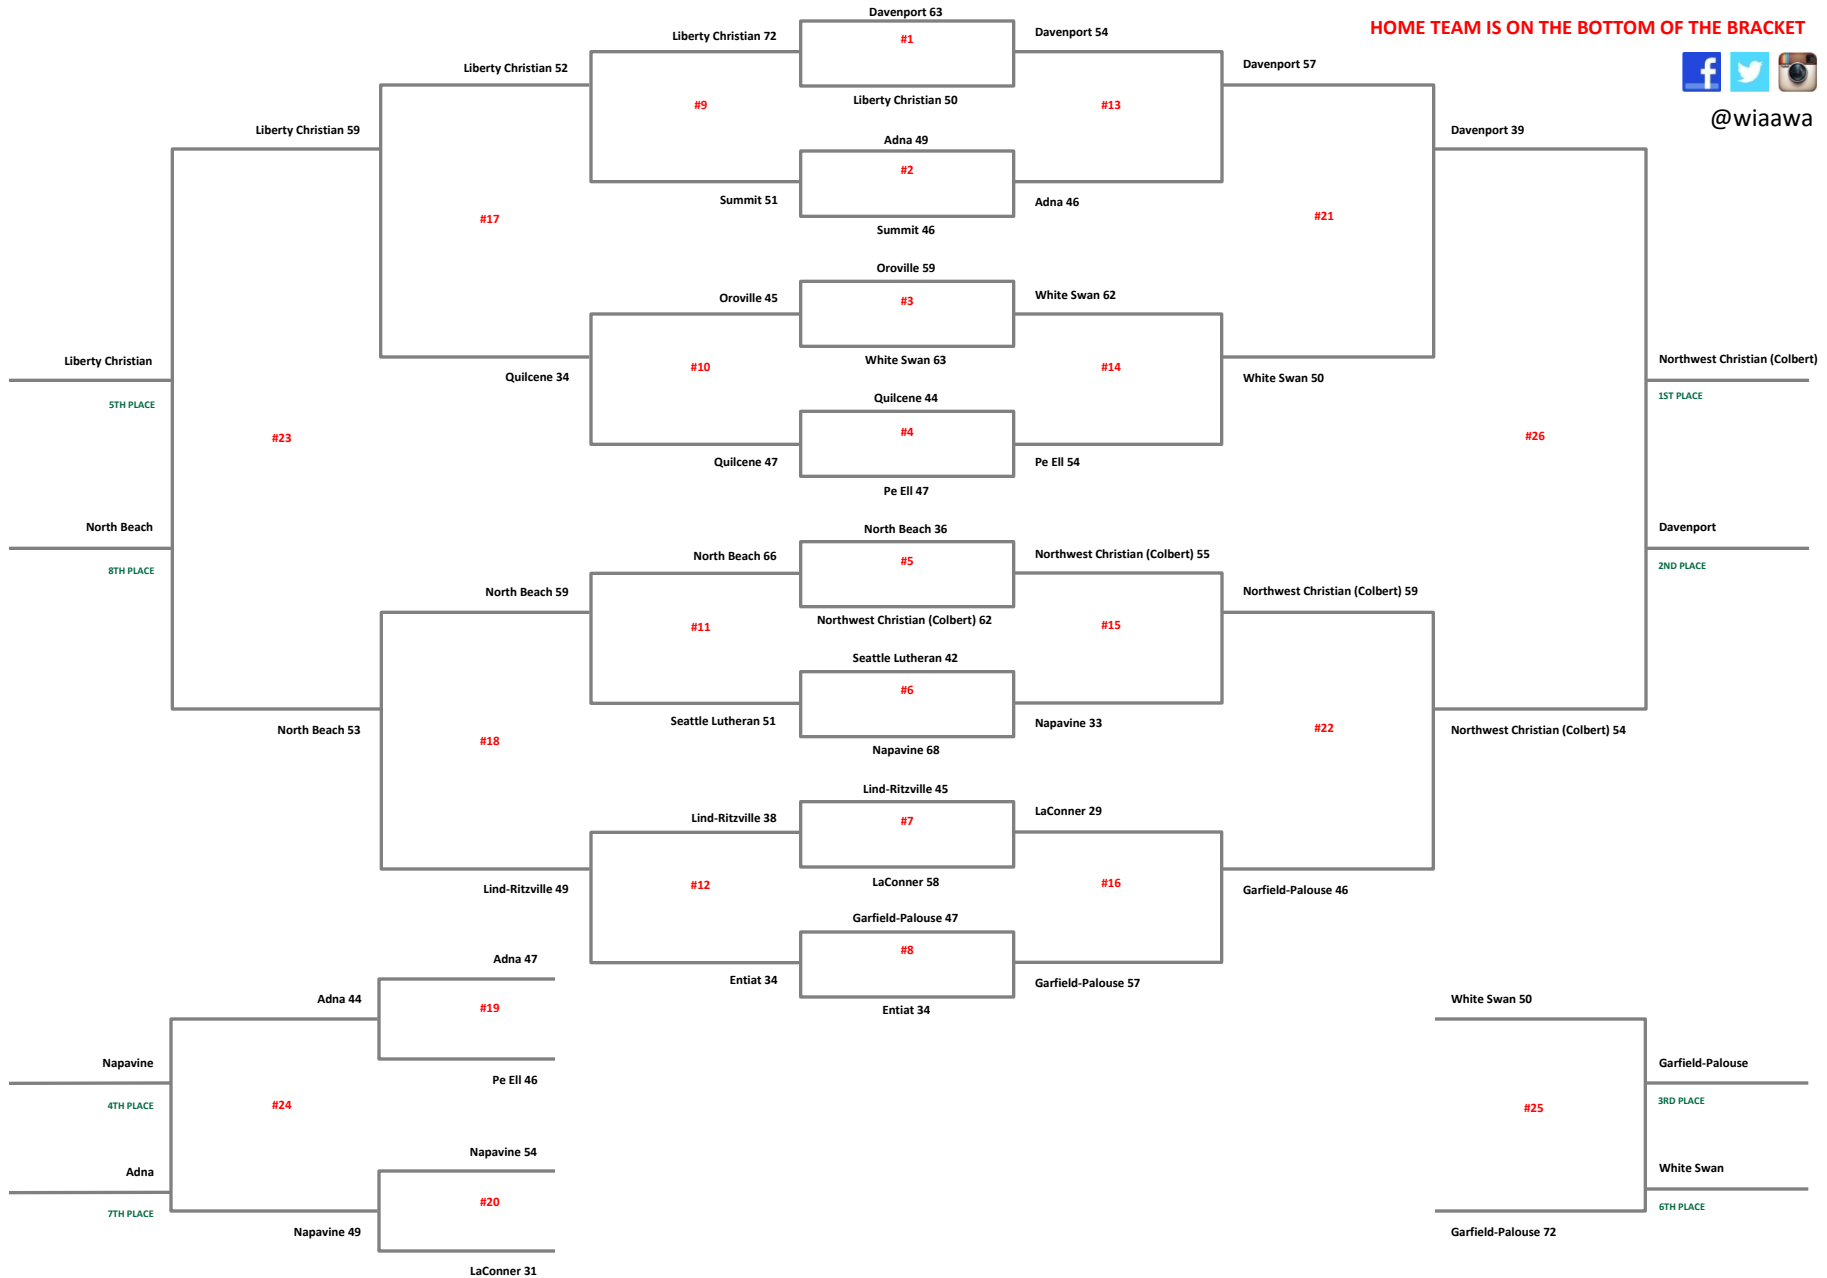 Davenport 63
HOME TEAM IS ON THE BOTTOM OF THE BRACKET
Liberty Christian 72
#1
Davenport 54
Liberty Christian 52
Davenport 57
#9
Liberty Christian 50
#13
@wiaawa
Liberty Christian 59
Adna 49
Davenport 39
#2
Summit 51
Adna 46
#17
#21
Summit 46
Oroville 59
Oroville 45
#3
White Swan 62
Liberty Christian
White Swan 63
Northwest Christian (Colbert)
#10
#14
Quilcene 34
White Swan 50
5TH PLACE
1ST PLACE
Quilcene 44
#23
#4
#26
Quilcene 47
Pe Ell 54
Pe Ell 47
North Beach
North Beach 36
Davenport
North Beach 66
#5
Northwest Christian (Colbert) 55
8TH PLACE
2ND PLACE
North Beach 59
Northwest Christian (Colbert) 59
#11
Northwest Christian (Colbert) 62
#15
Seattle Lutheran 42
#6
Seattle Lutheran 51
Napavine 33
North Beach 53
#18
#22
Northwest Christian (Colbert) 54
Napavine 68
Lind-Ritzville 45
Lind-Ritzville 38
#7
LaConner 29
#12
LaConner 58
#16
Lind-Ritzville 49
Garfield-Palouse 46
Garfield-Palouse 47
Adna 47
#8
Entiat 34
Garfield-Palouse 57
Adna 44
#19
Entiat 34
White Swan 50
Napavine
Garfield-Palouse
Pe Ell 46
4TH PLACE
#24
#25
3RD PLACE
Napavine 54
Adna
White Swan
#20
7TH PLACE
6TH PLACE
Napavine 49
Garfield-Palouse 72
LaConner 31